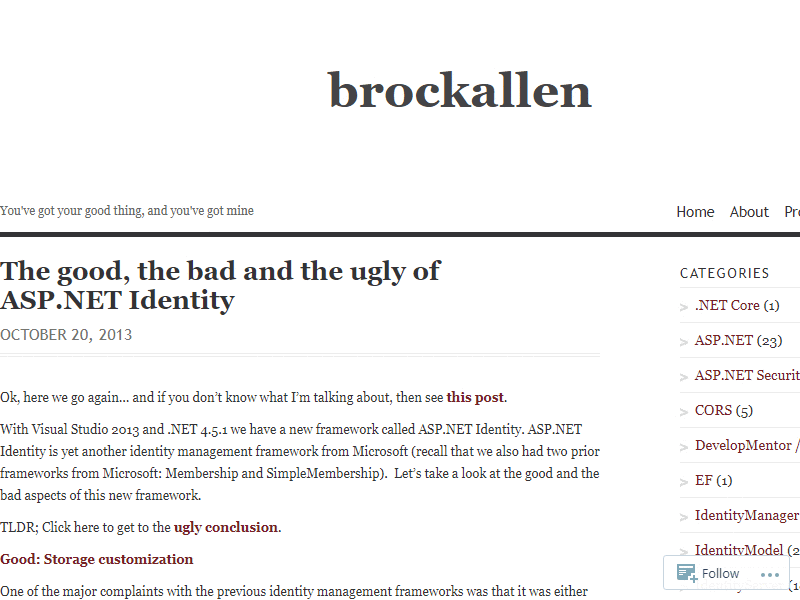 brockallen
You've got your good thing, and you've got mine
Home About
The good, the bad and the ugly of
ASP.NET Identity
OCTOBER 20, 2013
Ok, here we go again… and if you don’t know what I’m talking about, then see this post.
With Visual Studio 2013 and .NET 4.5.1 we have a new framework called ASP.NET Identity. ASP.NET
Identity is yet another identity management framework from Microsoft (recall that we also had two prior
frameworks from Microsoft: Membership and SimpleMembership).  Let’s take a look at the good and the
bad aspects of this new framework.
TLDR; Click here to get to the ugly conclusion.
Good: Storage customization
One of the major complaints with the previous identity management frameworks was that it was either
CATEGORIES
.NET Core (1)
ASP.NET (23)
ASP.NET Securit
CORS (5)
DevelopMentor /
EF (1)
IdentityManager
IdentityModel (2
Follow